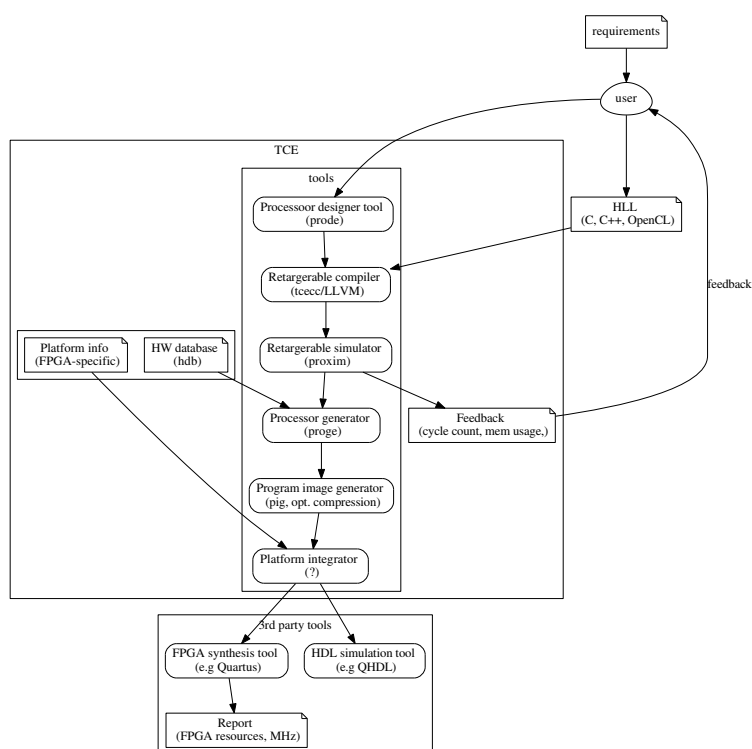 requirements
user
TCE
tools
Processoor designer tool
(prode)
HLL
(C, C++, OpenCL)
Retargerable compiler
(tcecc/LLVM)
feedback
Platform info
(FPGA-specific)
HW database
(hdb)
Retargerable simulator
(proxim)
Processor generator
(proge)
Feedback
(cycle count, mem usage,)
Program image generator
(pig, opt. compression)
Platform integrator
(?)
3rd party tools
FPGA synthesis tool
(e.g Quartus)
HDL simulation tool
(e.g QHDL)
Report
(FPGA resources, MHz)